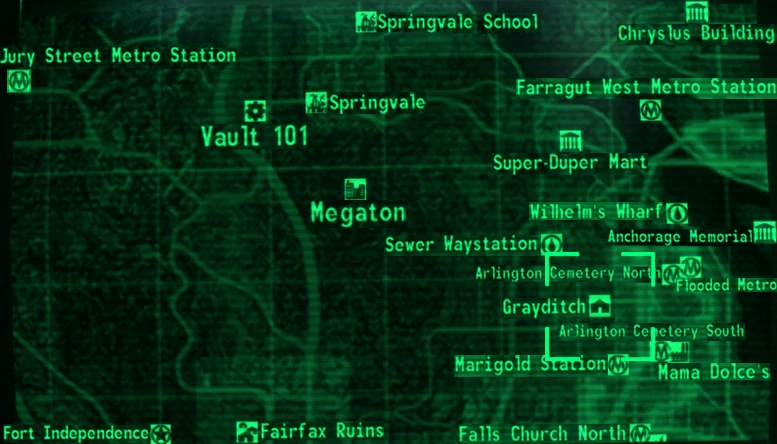 Springvale School
Chryslus Building
Jury Street Metro Station
Farragut West Metro Station
Springvale
Vault 101
Super-Duper Mart
Megaton
Wilhelm's Wharf
Anchorage Memorial
Sewer Waystation
Arlington Cemetery North
Flooded Metro
Grayditch
Arlington Cemetery South
Marigold Station
Mama Dolce's
Fort Independence
Fairfax Ruins
Falls Church North